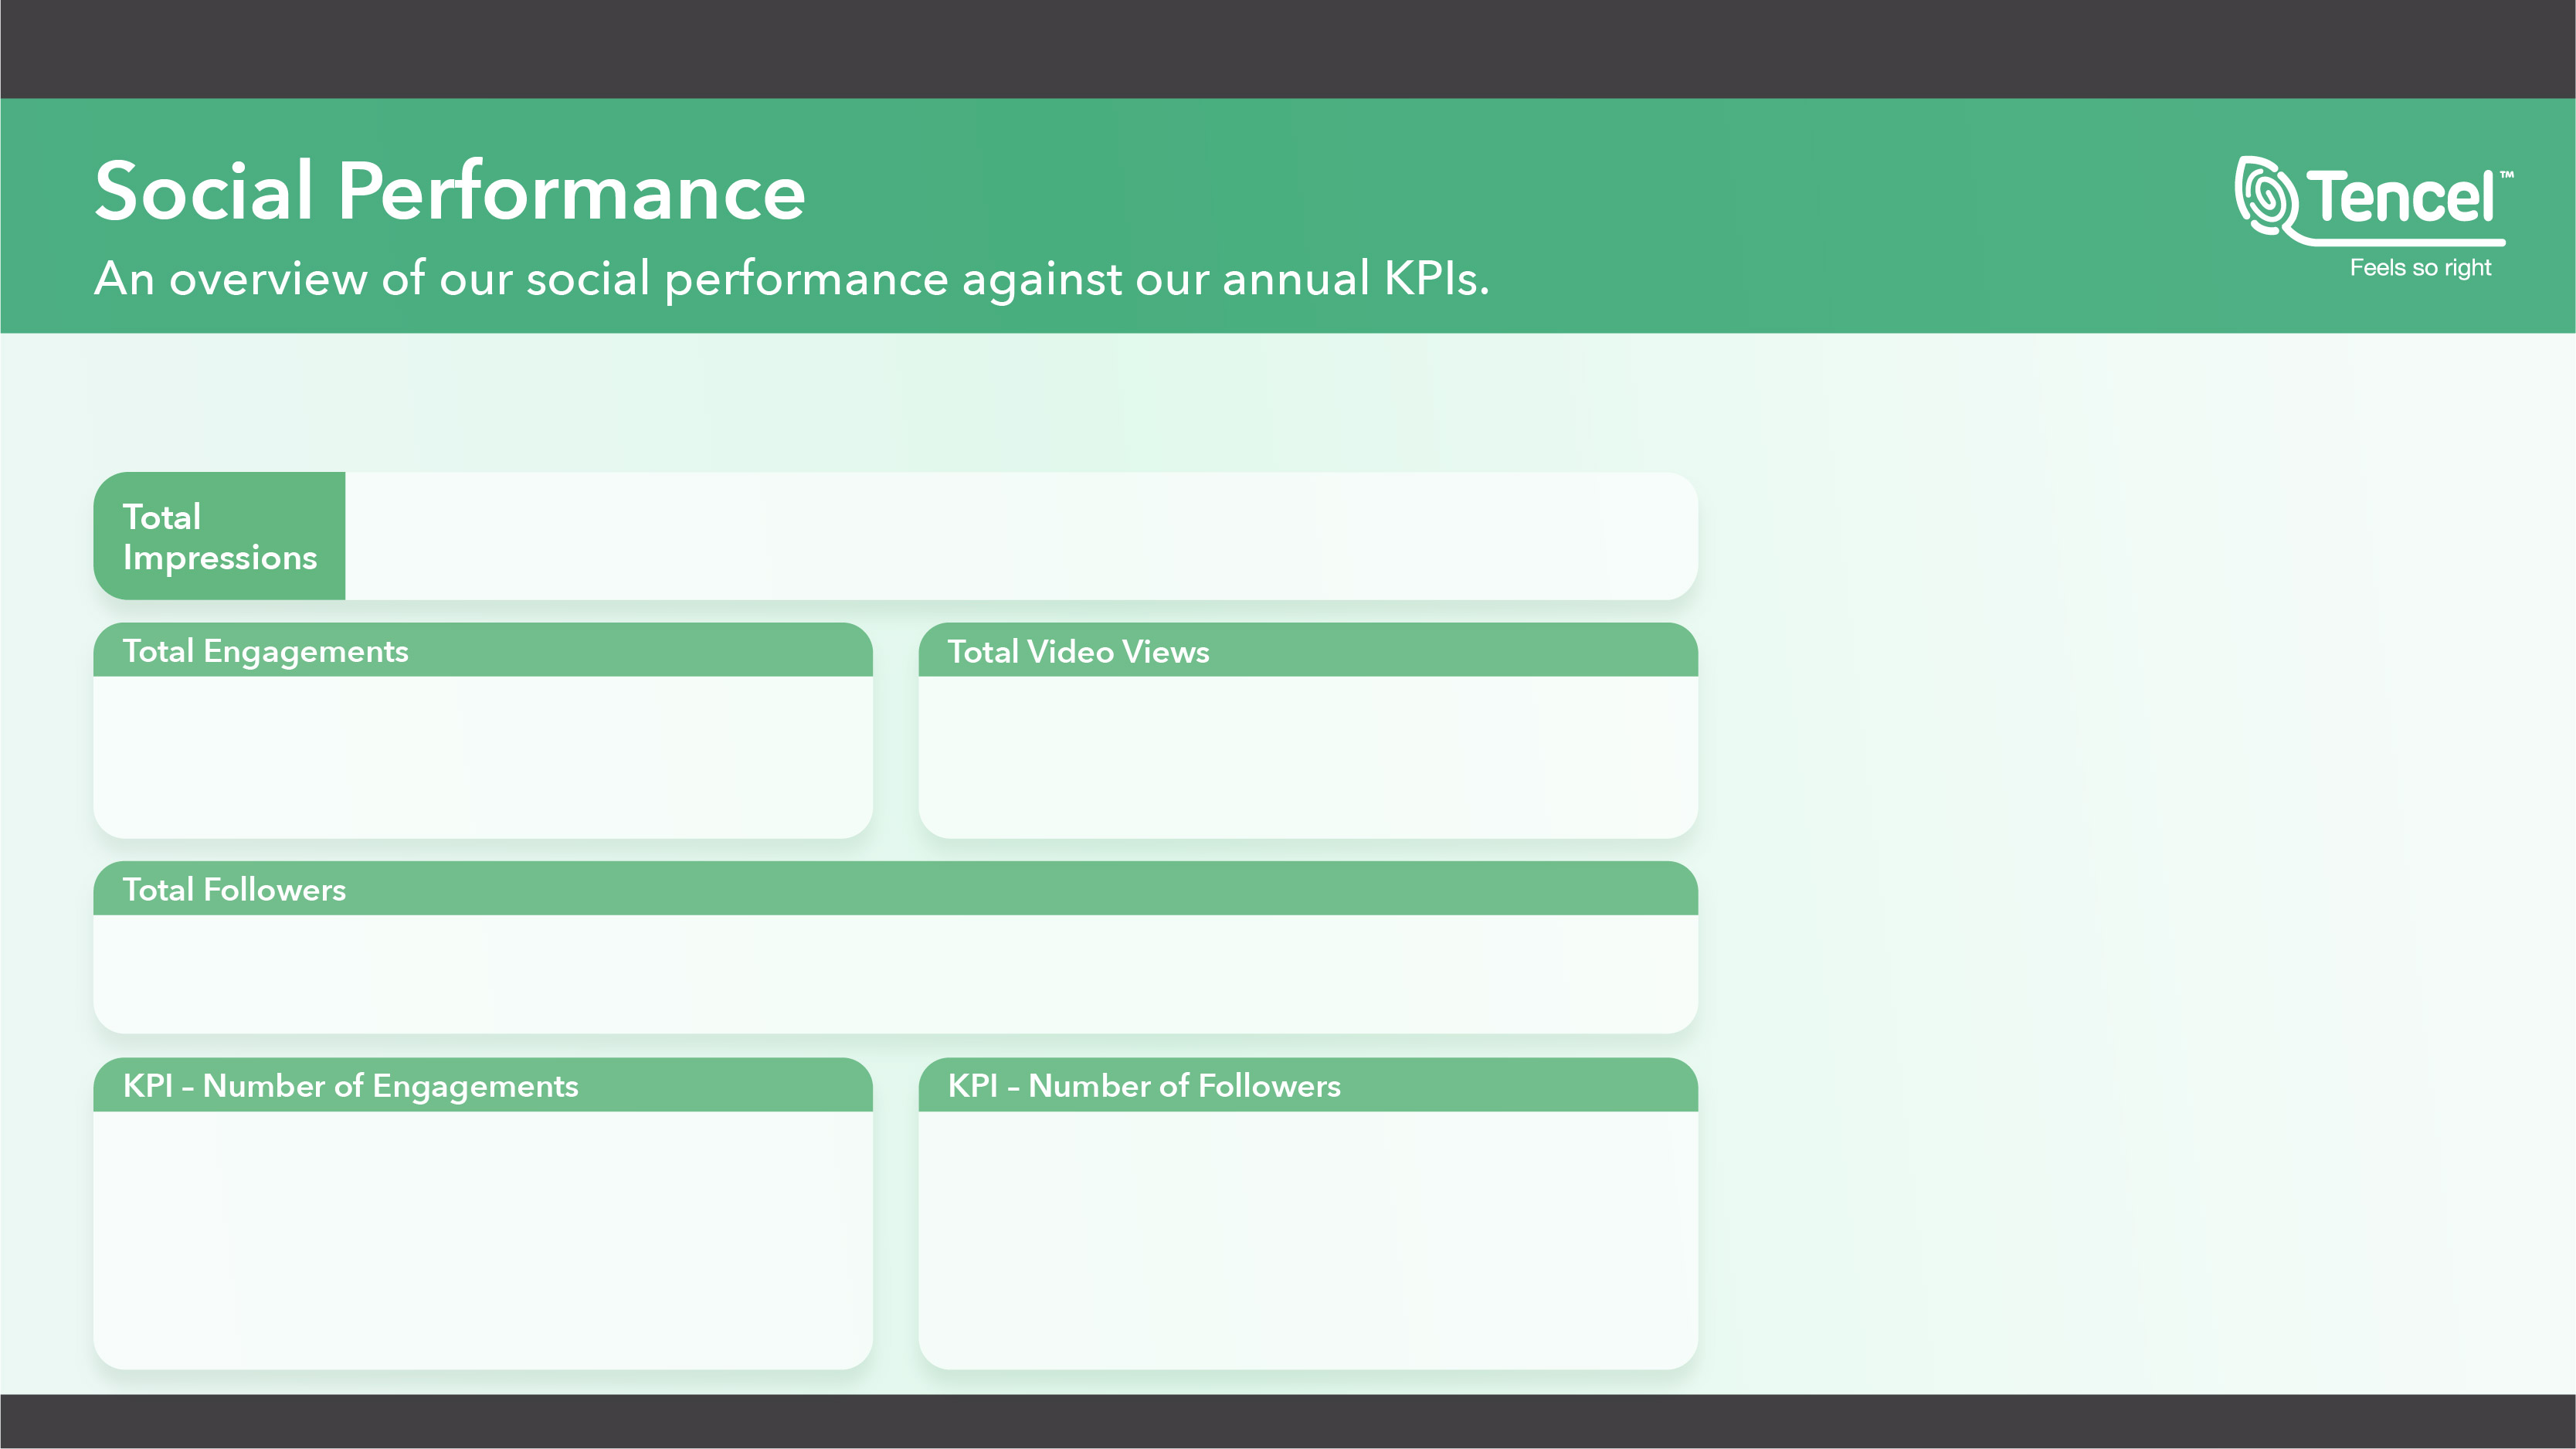 Social Performance
An overview of our social performance against our annual KPIs.
Tencel™
Feels so right
Total
Impressions
Total Engagements
Total Video Views
Total Followers
KPI – Number of Engagements
KPI – Number of Followers